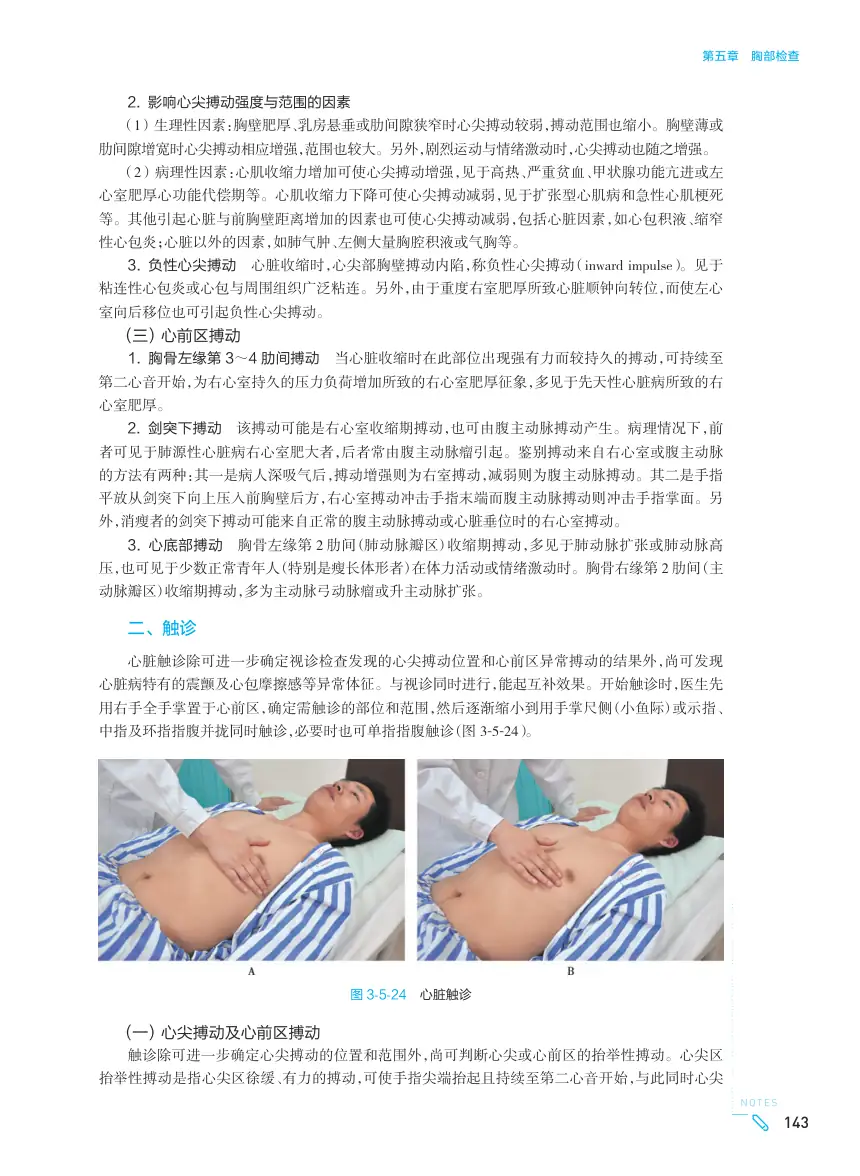 第五章 胸部检查
2. 影响心尖搏动强度与范围的因素
（1）生理性因素：胸壁肥厚、乳房悬垂或肋间隙狭窄时心尖搏动较弱，搏动范围也缩小。胸壁薄或
肋间隙增宽时心尖搏动相应增强，范围也较大。另外，剧烈运动与情绪激动时，心尖搏动也随之增强。
（2）病理性因素：心肌收缩力增加可使心尖搏动增强，见于高热、严重贫血、甲状腺功能亢进或左
心室肥厚心功能代偿期等。心肌收缩力下降可使心尖搏动减弱，见于扩张型心肌病和急性心肌梗死
等。其他引起心脏与前胸壁距离增加的因素也可使心尖搏动减弱，包括心脏因素，如心包积液、缩窄
性心包炎；心脏以外的因素，如肺气肿、左侧大量胸腔积液或气胸等。
3. 负性心尖搏动 心脏收缩时，心尖部胸壁搏动内陷，称负性心尖搏动（inward impulse）。见于
粘连性心包炎或心包与周围组织广泛粘连。另外，由于重度右室肥厚所致心脏顺钟向转位，而使左心
室向后移位也可引起负性心尖搏动。
（三）心前区搏动
1. 胸骨左缘第 3～4 肋间搏动 当心脏收缩时在此部位出现强有力而较持久的搏动，可持续至
第二心音开始，为右心室持久的压力负荷增加所致的右心室肥厚征象，多见于先天性心脏病所致的右
心室肥厚。
2. 剑突下搏动 该搏动可能是右心室收缩期搏动，也可由腹主动脉搏动产生。病理情况下，前
者可见于肺源性心脏病右心室肥大者，后者常由腹主动脉瘤引起。鉴别搏动来自右心室或腹主动脉
的方法有两种：其一是病人深吸气后，搏动增强则为右室搏动，减弱则为腹主动脉搏动。其二是手指
平放从剑突下向上压入前胸壁后方，右心室搏动冲击手指末端而腹主动脉搏动则冲击手指掌面。另
外，消瘦者的剑突下搏动可能来自正常的腹主动脉搏动或心脏垂位时的右心室搏动。
3. 心底部搏动 胸骨左缘第 2 肋间（肺动脉瓣区）收缩期搏动，多见于肺动脉扩张或肺动脉高
压，也可见于少数正常青年人（特别是瘦长体形者）在体力活动或情绪激动时。胸骨右缘第 2 肋间（主
动脉瓣区）收缩期搏动，多为主动脉弓动脉瘤或升主动脉扩张。
二、触诊
心脏触诊除可进一步确定视诊检查发现的心尖搏动位置和心前区异常搏动的结果外，尚可发现
心脏病特有的震颤及心包摩擦感等异常体征。与视诊同时进行，能起互补效果。开始触诊时，医生先
用右手全手掌置于心前区，确定需触诊的部位和范围，然后逐渐缩小到用手掌尺侧（小鱼际）或示指、
中指及环指指腹并拢同时触诊，必要时也可单指指腹触诊（图 3-5-24）。
A
B
图 3-5-24 心脏触诊
（一）心尖搏动及心前区搏动
触诊除可进一步确定心尖搏动的位置和范围外，尚可判断心尖或心前区的抬举性搏动。心尖区
抬举性搏动是指心尖区徐缓、有力的搏动，可使手指尖端抬起且持续至第二心音开始，与此同时心尖
NOTES
143